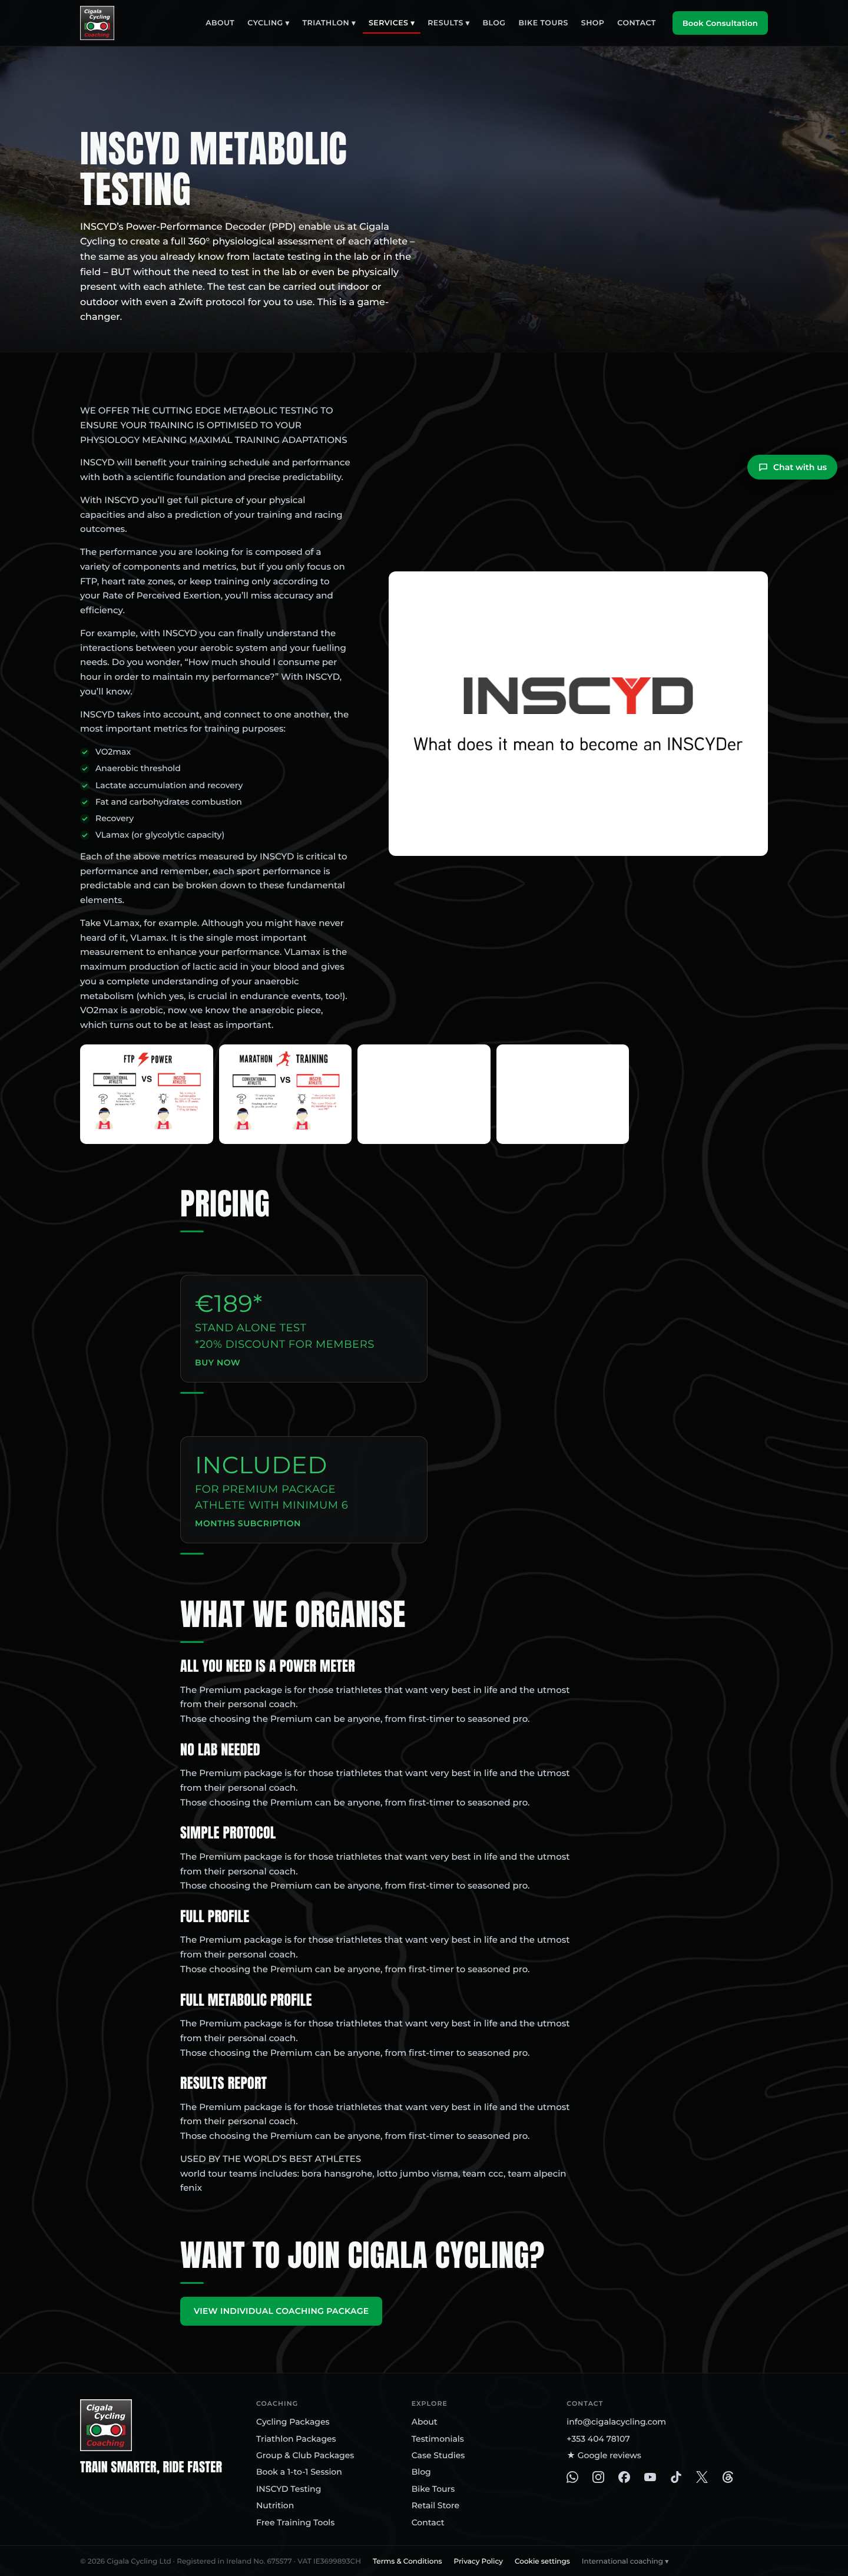 Cigala
Cycling
Coaching
ABOUT
CYCLING ▾
TRIATHLON ▾
SERVICES ▾
RESULTS ▾
BLOG
BIKE TOURS
SHOP
CONTACT
Book Consultation
INSCYD METABOLIC
TESTING
INSCYD's Power-Performance Decoder (PPD) enable us at Cigala
Cycling to create a full 360° physiological assessment of each athlete –
the same as you already know from lactate testing in the lab or in the
field – BUT without the need to test in the lab or even be physically
present with each athlete. The test can be carried out indoor or
outdoor with even a Zwift protocol for you to use. This is a game-
changer.
WE OFFER THE CUTTING EDGE METABOLIC TESTING TO
ENSURE YOUR TRAINING IS OPTIMISED TO YOUR
PHYSIOLOGY MEANING MAXIMAL TRAINING ADAPTATIONS
INSCYD will benefit your training schedule and performance
with both a scientific foundation and precise predictability.
With INSCYD you'll get full picture of your physical
capacities and also a prediction of your training and racing
outcomes.
The performance you are looking for is composed of a
variety of components and metrics, but if you only focus on
FTP, heart rate zones, or keep training only according to
your Rate of Perceived Exertion, you'll miss accuracy and
efficiency.
For example, with INSCYD you can finally understand the
interactions between your aerobic system and your fuelling
needs. Do you wonder, "How much should I consume per
hour in order to maintain my performance?" With INSCYD,
you'll know.
INSCYD takes into account, and connect to one another, the
most important metrics for training purposes:
VO2max
Anaerobic threshold
Lactate accumulation and recovery
Fat and carbohydrates combustion
Recovery
VLamax (or glycolytic capacity)
Each of the above metrics measured by INSCYD is critical to
performance and remember, each sport performance is
predictable and can be broken down to these fundamental
elements.
Take VLamax, for example. Although you might have never
heard of it, VLamax. It is the single most important
measurement to enhance your performance. VLamax is the
maximum production of lactic acid in your blood and gives
you a complete understanding of your anaerobic
metabolism (which yes, is crucial in endurance events, too!).
VO2max is aerobic, now we know the anaerobic piece,
which turns out to be at least as important.
Chat with us
INSCYD
What does it mean to become an INSCYDer
FTP POWER
CONVENTIONAL
ATHLETE
VS
INSCYD
ATHLETE
MARATHON TRAINING
CONVENTIONAL
ATHLETE
VS
INSCYD
ATHLETE
PRICING
€189*
STAND ALONE TEST
*20% DISCOUNT FOR MEMBERS
BUY NOW
INCLUDED
FOR PREMIUM PACKAGE
ATHLETE WITH MINIMUM 6
MONTHS SUBCRIPTION
WHAT WE ORGANISE
ALL YOU NEED IS A POWER METER
The Premium package is for those triathletes that want very best in life and the utmost
from their personal coach.
Those choosing the Premium can be anyone, from first-timer to seasoned pro.
NO LAB NEEDED
The Premium package is for those triathletes that want very best in life and the utmost
from their personal coach.
Those choosing the Premium can be anyone, from first-timer to seasoned pro.
SIMPLE PROTOCOL
The Premium package is for those triathletes that want very best in life and the utmost
from their personal coach.
Those choosing the Premium can be anyone, from first-timer to seasoned pro.
FULL PROFILE
The Premium package is for those triathletes that want very best in life and the utmost
from their personal coach.
Those choosing the Premium can be anyone, from first-timer to seasoned pro.
FULL METABOLIC PROFILE
The Premium package is for those triathletes that want very best in life and the utmost
from their personal coach.
Those choosing the Premium can be anyone, from first-timer to seasoned pro.
RESULTS REPORT
The Premium package is for those triathletes that want very best in life and the utmost
from their personal coach.
Those choosing the Premium can be anyone, from first-timer to seasoned pro.
USED BY THE WORLD'S BEST ATHLETES
world tour teams includes: bora hansgrohe, lotto jumbo visma, team ccc, team alpecin
fenix
WANT TO JOIN CIGALA CYCLING?
VIEW INDIVIDUAL COACHING PACKAGE
Cigala
Cycling
Coaching
TRAIN SMARTER, RIDE FASTER
COACHING
Cycling Packages
Triathlon Packages
Group & Club Packages
Book a 1-to-1 Session
INSCYD Testing
Nutrition
Free Training Tools
EXPLORE
About
Testimonials
Case Studies
Blog
Bike Tours
Retail Store
Contact
CONTACT
info@cigalacycling.com
+353 404 78107
★ Google reviews
© 2026 Cigala Cycling Ltd · Registered in Ireland No. 675577 · VAT IE3699893CH
Terms & Conditions
Privacy Policy
Cookie settings
International coaching ▾